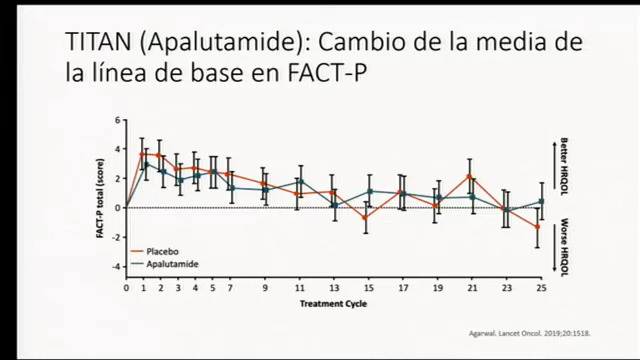 TITAN (Apalutamide): Cambio de la media de
la línea de base en FACT-P
6
4
2
0
-2
-4
FACT-P total (score)
Placebo
Apalutamide
0 1 2 3 4 5 7 9 11 13 15 17 19 21 23 25
Treatment Cycle
Better HRQOL
Worse HRQOL
Agarwal. Lancet Oncol. 2019;20:1518.